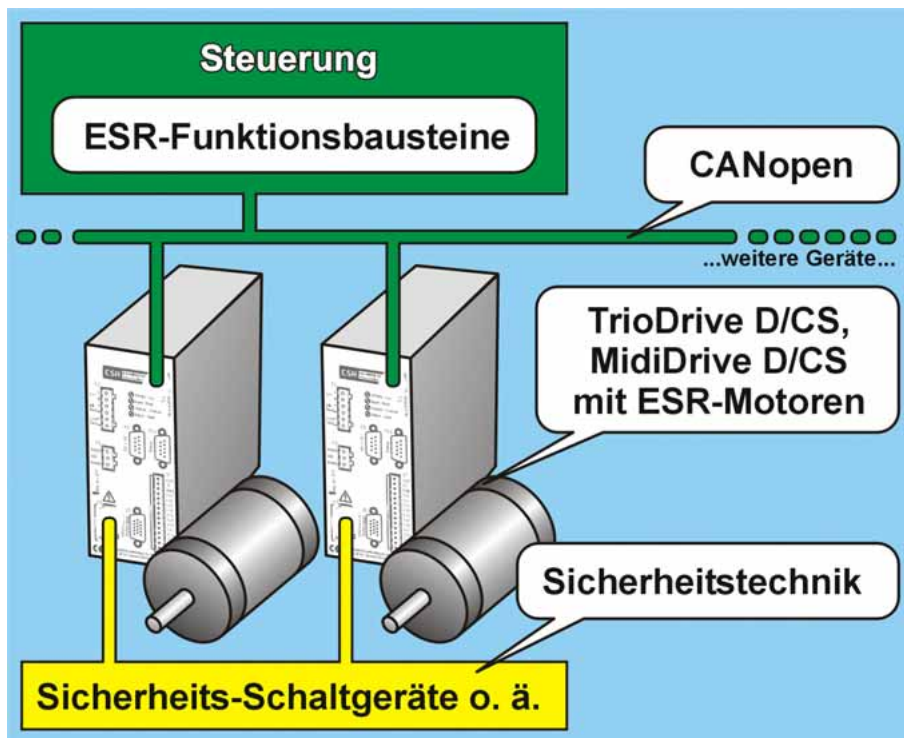 Steuerung
ESR-Funktionsbausteine
CANopen
...weitere Geräte...
TrioDrive D/CS,
MidiDrive D/CS
mit ESR-Motoren
Sicherheitstechnik
Sicherheits-Schaltgeräte o. ä.